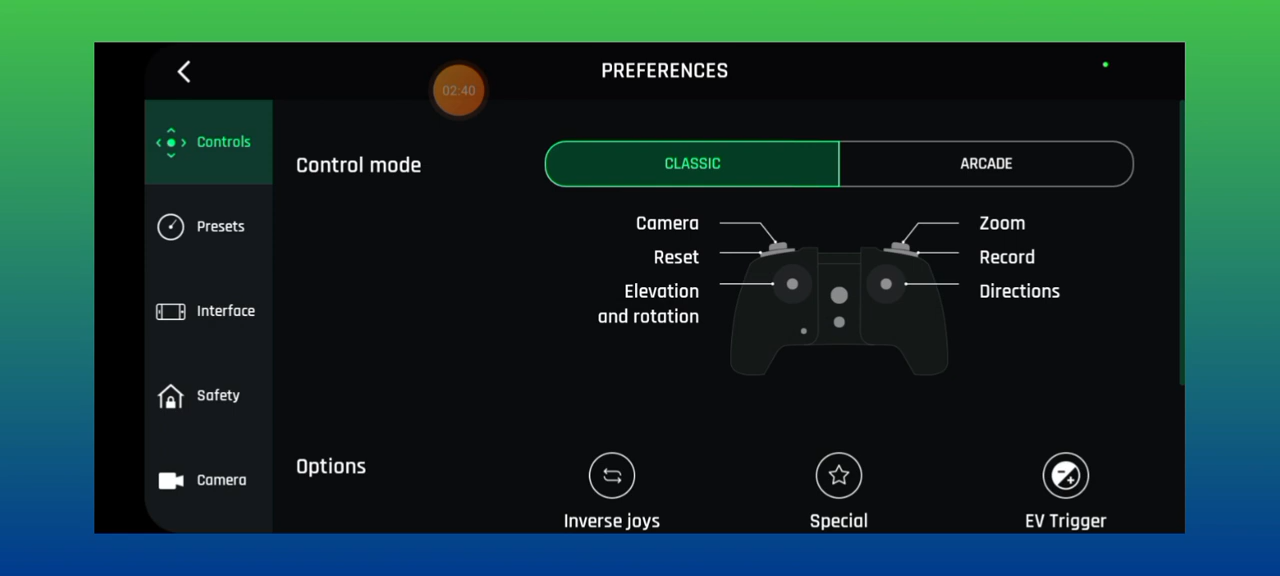 PREFERENCES
02:40
Controls
Presets
Interface
Safety
Camera
Control mode
CLASSIC
ARCADE
Camera
Reset
Elevation
and rotation
Zoom
Record
Directions
Options
Inverse joys
Special
EV Trigger